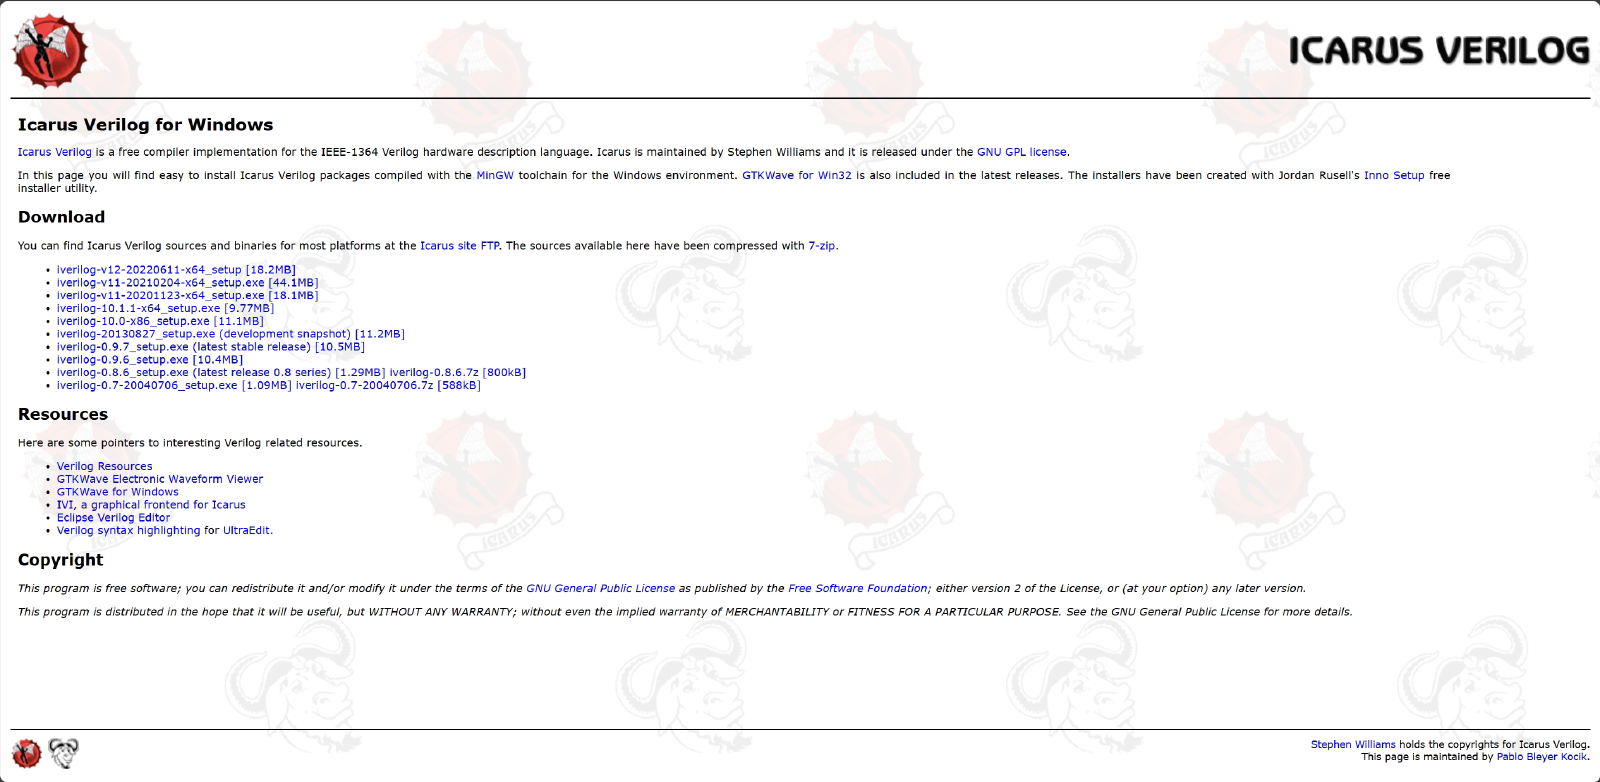 ICARUS VERILOG
Icarus Verilog for Windows
Icarus Verilog is a free compiler implementation for the IEEE-1364 Verilog hardware description language. Icarus is maintained by Stephen Williams and it is released under the GNU GPL license.
In this page you will find easy to install Icarus Verilog packages compiled with the MinGW toolchain for the Windows environment. GTKWave for Win32 is also included in the latest releases. The installers have been created with Jordan Rusell's Inno Setup free
installer utility.
Download
You can find Icarus Verilog sources and binaries for most platforms at the Icarus site FTP. The sources available here have been compressed with 7-zip.
• iverilog-v12-20220611-x64_setup [18.2MB]
• iverilog-v11-20210204-x64_setup.exe [44.1MB]
• iverilog-v11-20201123-x64_setup.exe [18.1MB]
• iverilog-10.1.1-x64_setup.exe [9.77MB]
• iverilog-10.0-x86_setup.exe [11.1MB]
• iverilog-20130827_setup.exe (development snapshot) [11.2MB]
• iverilog-0.9.7_setup.exe (latest stable release) [10.5MB]
• iverilog-0.9.6_setup.exe [10.4MB]
• iverilog-0.8.6_setup.exe (latest release 0.8 series) [1.29MB] iverilog-0.8.6.7z [800kB]
• iverilog-0.7-20040706_setup.exe [1.09MB] iverilog-0.7-20040706.7z [588kB]
Resources
Here are some pointers to interesting Verilog related resources.
• Verilog Resources
• GTKWave Electronic Waveform Viewer
• GTKWave for Windows
• IVI, a graphical frontend for Icarus
• Eclipse Verilog Editor
• Verilog syntax highlighting for UltraEdit.
Copyright
This program is free software; you can redistribute it and/or modify it under the terms of the GNU General Public License as published by the Free Software Foundation; either version 2 of the License, or (at your option) any later version.
This program is distributed in the hope that it will be useful, but WITHOUT ANY WARRANTY; without even the implied warranty of MERCHANTABILITY or FITNESS FOR A PARTICULAR PURPOSE. See the GNU General Public License for more details.
Stephen Williams holds the copyrights for Icarus Verilog.
This page is maintained by Pablo Bleyer Kocik.
ICARUS
ICARUS
ICARUS
ICARUS
ICARUS
ICARUS
ICARUS